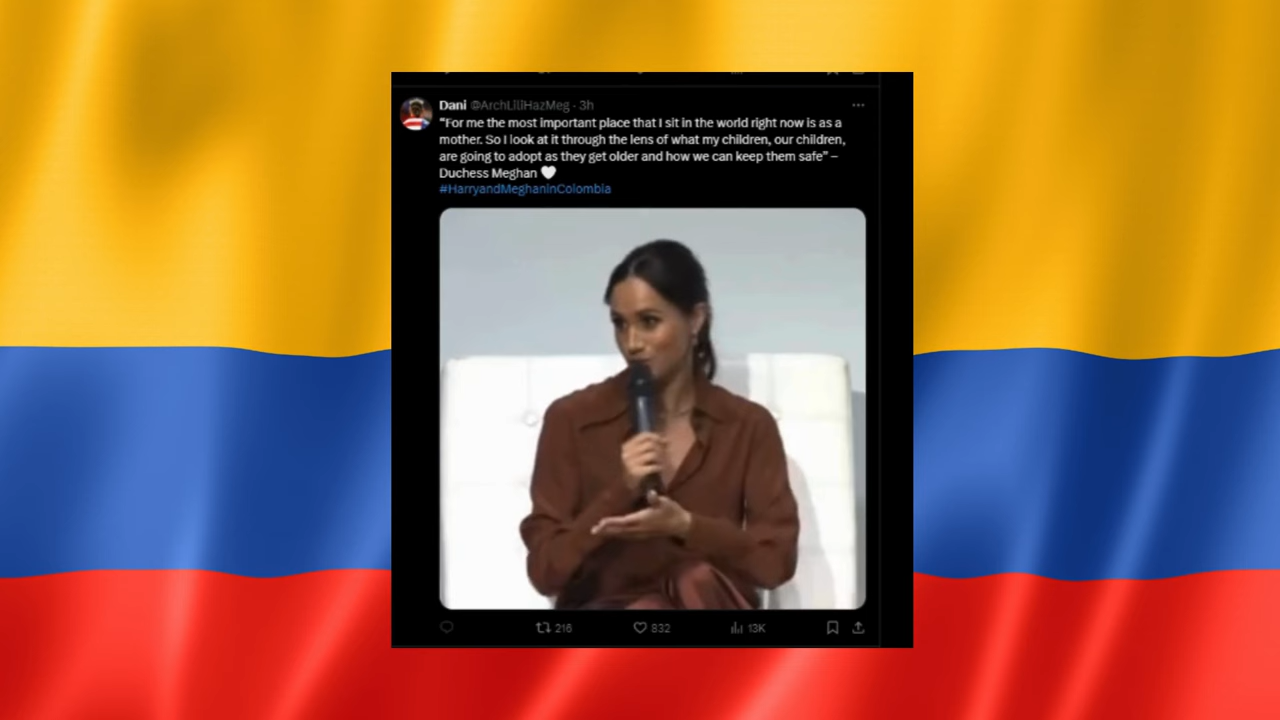 Dani @ArchLiliHazMeg · 3h
“For me the most important place that I sit in the world right now is as a
mother. So I look at it through the lens of what my children, our children,
are going to adopt as they get older and how we can keep them safe” –
Duchess Meghan 🤍
#HarryandMeghaninColombia
216 832 13K